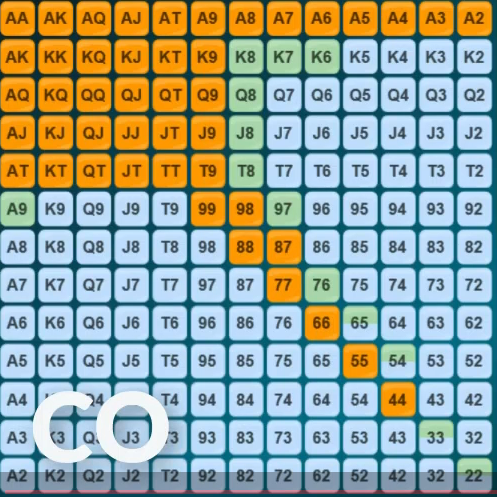 AA AK AQ AJ AT A9 A8 A7 A6 A5 A4 A3 A2
AK KK KQ KJ KT K9 K8 K7 K6 K5 K4 K3 K2
AQ KQ QQ QJ QT Q9 Q8 Q7 Q6 Q5 Q4 Q3 Q2
AJ KJ QJ JJ JT J9 J8 J7 J6 J5 J4 J3 J2
AT KT QT JT TT T9 T8 T7 T6 T5 T4 T3 T2
A9 K9 Q9 J9 T9 99 98 97 96 95 94 93 92
A8 K8 Q8 J8 T8 98 88 87 86 85 84 83 82
A7 K7 Q7 J7 T7 97 87 77 76 75 74 73 72
A6 K6 Q6 J6 T6 96 86 76 66 65 64 63 62
A5 K5 Q5 J5 T5 95 85 75 65 55 54 53 52
A4 T4 94 84 74 64 54 44 43 42
A3 K3 J3 93 83 73 63 53 43 33 32
A2 K2 Q2 J2 T2 92 82 72 62 52 42 32 22
CO